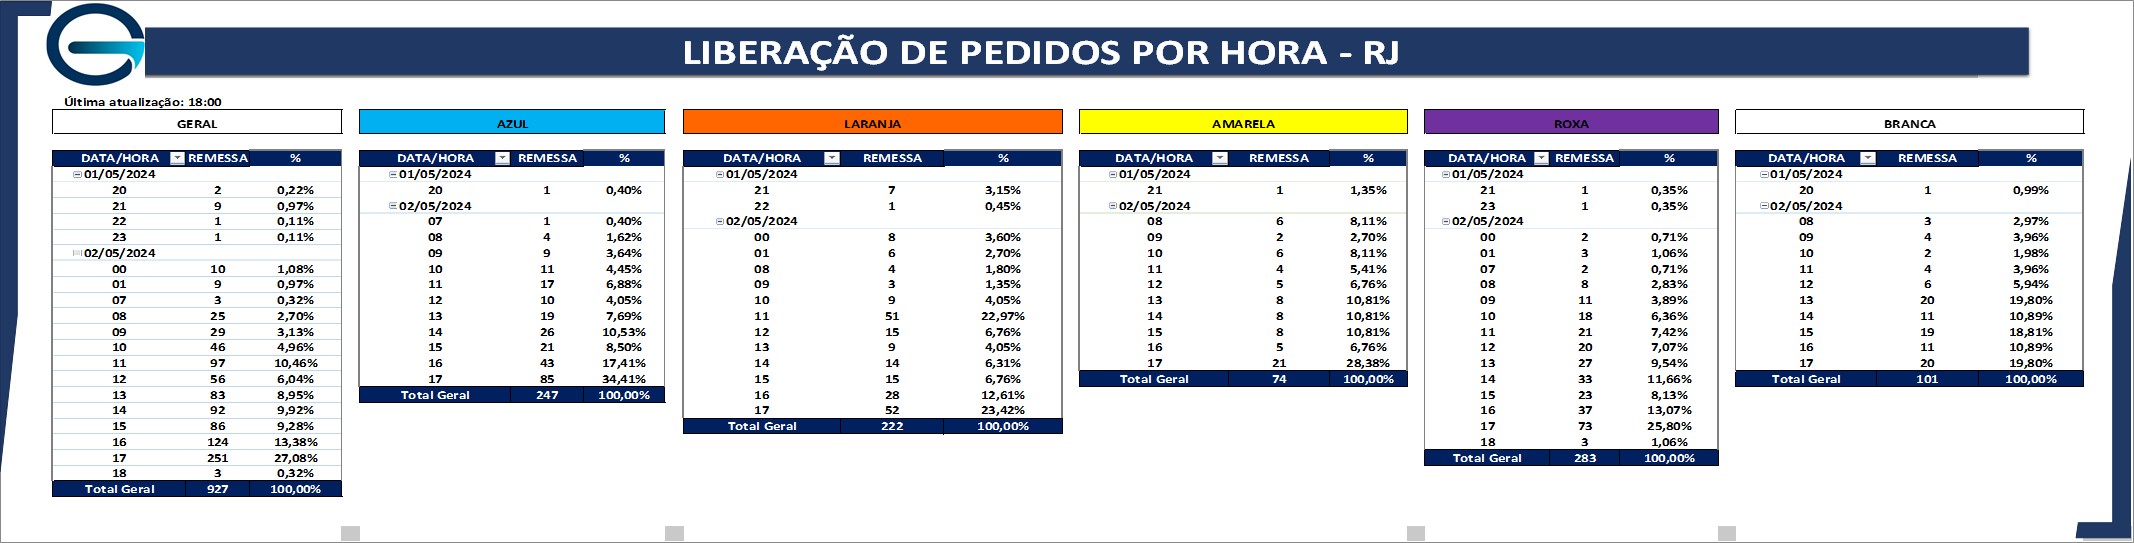 LIBERAÇÃO DE PEDIDOS POR HORA - RJ
Última atualização: 18:00
GERAL
DATA/HORA REMESSA %
01/05/2024
20 2 0,22%
21 9 0,97%
22 1 0,11%
23 1 0,11%
02/05/2024
00 10 1,08%
01 9 0,97%
07 3 0,32%
08 25 2,70%
09 29 3,13%
10 46 4,96%
11 97 10,46%
12 56 6,04%
13 83 8,95%
14 92 9,92%
15 86 9,28%
16 124 13,38%
17 251 27,08%
18 3 0,32%
Total Geral 927 100,00%
AZUL
DATA/HORA REMESSA %
01/05/2024
20 1 0,40%
02/05/2024
07 1 0,40%
08 4 1,62%
09 9 3,64%
10 11 4,45%
11 17 6,88%
12 10 4,05%
13 19 7,69%
14 26 10,53%
15 21 8,50%
16 43 17,41%
17 85 34,41%
Total Geral 247 100,00%
LARANJA
DATA/HORA REMESSA %
01/05/2024
21 7 3,15%
22 1 0,45%
02/05/2024
00 8 3,60%
01 6 2,70%
08 4 1,80%
09 3 1,35%
10 9 4,05%
11 51 22,97%
12 15 6,76%
13 9 4,05%
14 14 6,31%
15 15 6,76%
16 28 12,61%
17 52 23,42%
Total Geral 222 100,00%
AMARELA
DATA/HORA REMESSA %
01/05/2024
21 1 1,35%
02/05/2024
08 6 8,11%
09 2 2,70%
10 6 8,11%
11 4 5,41%
12 5 6,76%
13 8 10,81%
14 8 10,81%
15 8 10,81%
16 5 6,76%
17 21 28,38%
Total Geral 74 100,00%
ROXA
DATA/HORA REMESSA %
01/05/2024
21 1 0,35%
23 1 0,35%
02/05/2024
00 2 0,71%
01 3 1,06%
07 2 0,71%
08 8 2,83%
09 11 3,89%
10 18 6,36%
11 21 7,42%
12 20 7,07%
13 27 9,54%
14 33 11,66%
15 23 8,13%
16 37 13,07%
17 73 25,80%
18 3 1,06%
Total Geral 283 100,00%
BRANCA
DATA/HORA REMESSA %
01/05/2024
20 1 0,99%
02/05/2024
08 3 2,97%
09 4 3,96%
10 2 1,98%
11 4 3,96%
12 6 5,94%
13 20 19,80%
14 11 10,89%
15 19 18,81%
16 11 10,89%
17 20 19,80%
Total Geral 101 100,00%